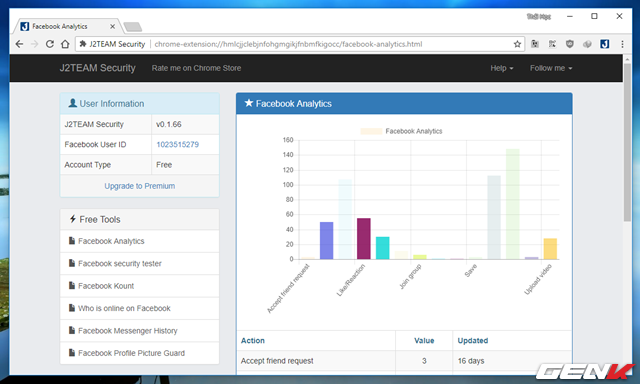 Thái Học
Facebook Analytics
J2TEAM Security | chrome-extension://hmlcjjclebjnfohgmgikjfnbmfkigocc/facebook-analytics.html
J2TEAM Security Rate me on Chrome Store Help Follow me
User Information
J2TEAM Security v0.1.66
Facebook User ID 1023515279
Account Type Free
Upgrade to Premium
Free Tools
Facebook Analytics
Facebook security tester
Facebook Kount
Who is online on Facebook
Facebook Messenger History
Facebook Profile Picture Guard
Facebook Analytics
Facebook Analytics
160
140
120
100
80
60
40
20
0
Accept friend request
Like/Reaction
Join group
Save
Upload video
Action Value Updated
Accept friend request 3 16 days
GENK